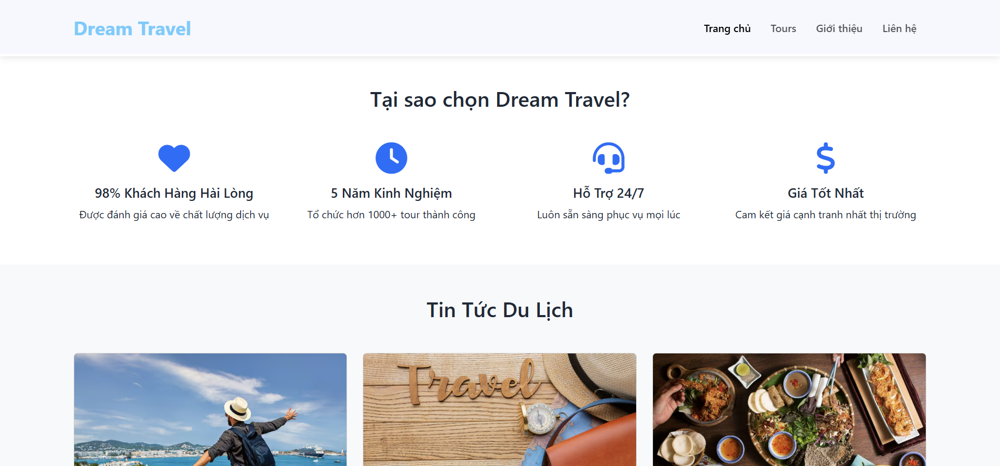 Dream Travel
Trang chủ
Tours
Giới thiệu
Liên hệ
Tại sao chọn Dream Travel?
98% Khách Hàng Hài Lòng
Được đánh giá cao về chất lượng dịch vụ
5 Năm Kinh Nghiệm
Tổ chức hơn 1000+ tour thành công
Hỗ Trợ 24/7
Luôn sẵn sàng phục vụ mọi lúc
Giá Tốt Nhất
Cam kết giá cạnh tranh nhất thị trường
Tin Tức Du Lịch
Travel